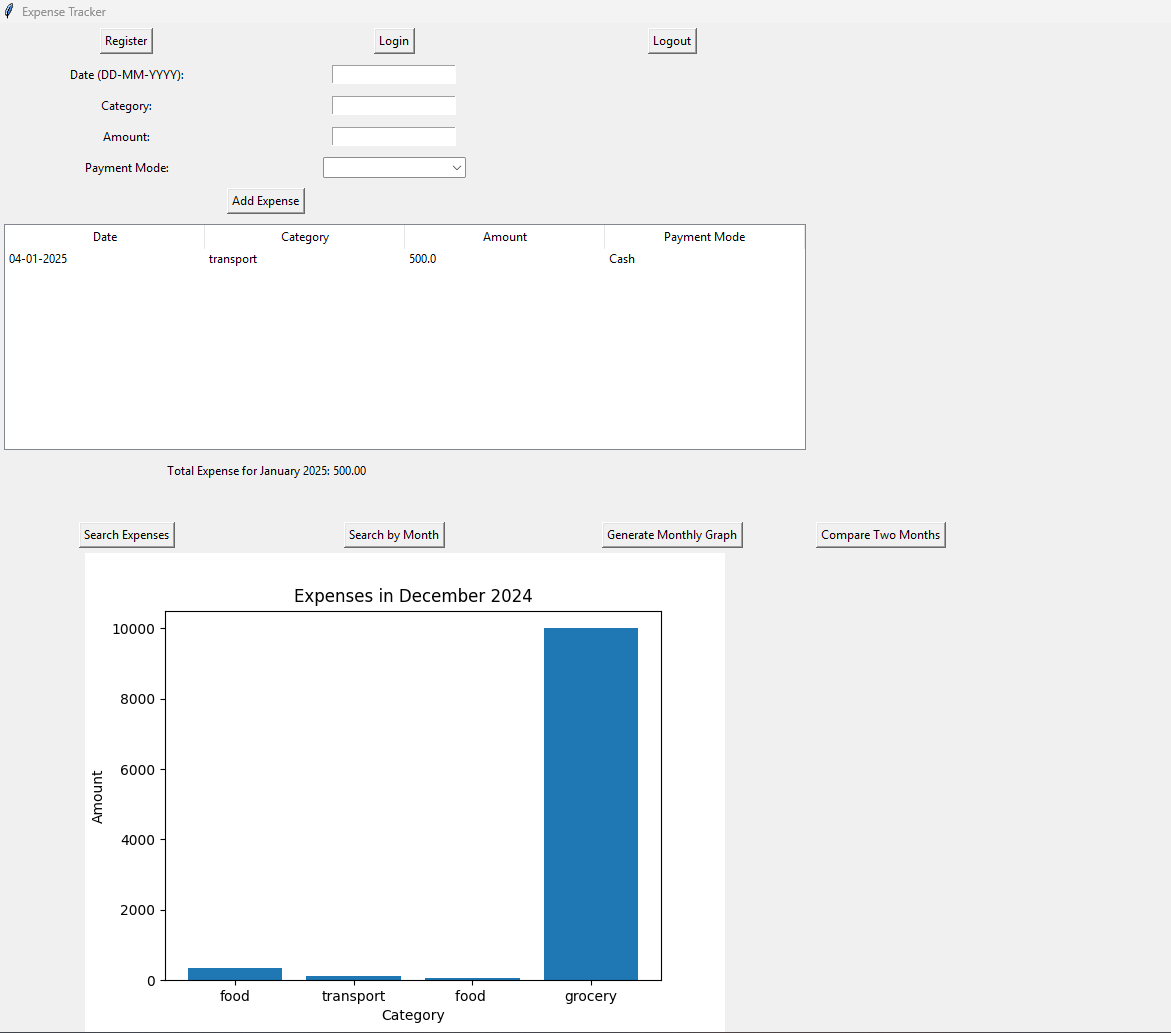 Expense Tracker
Register Login Logout
Date (DD-MM-YYYY):
Category:
Amount:
Payment Mode:
Add Expense
Date Category Amount Payment Mode
04-01-2025 transport 500.0 Cash
Total Expense for January 2025: 500.00
Search Expenses Search by Month Generate Monthly Graph Compare Two Months
Expenses in December 2024
10000
8000
6000
4000
2000
0
Amount
food transport food grocery
Category